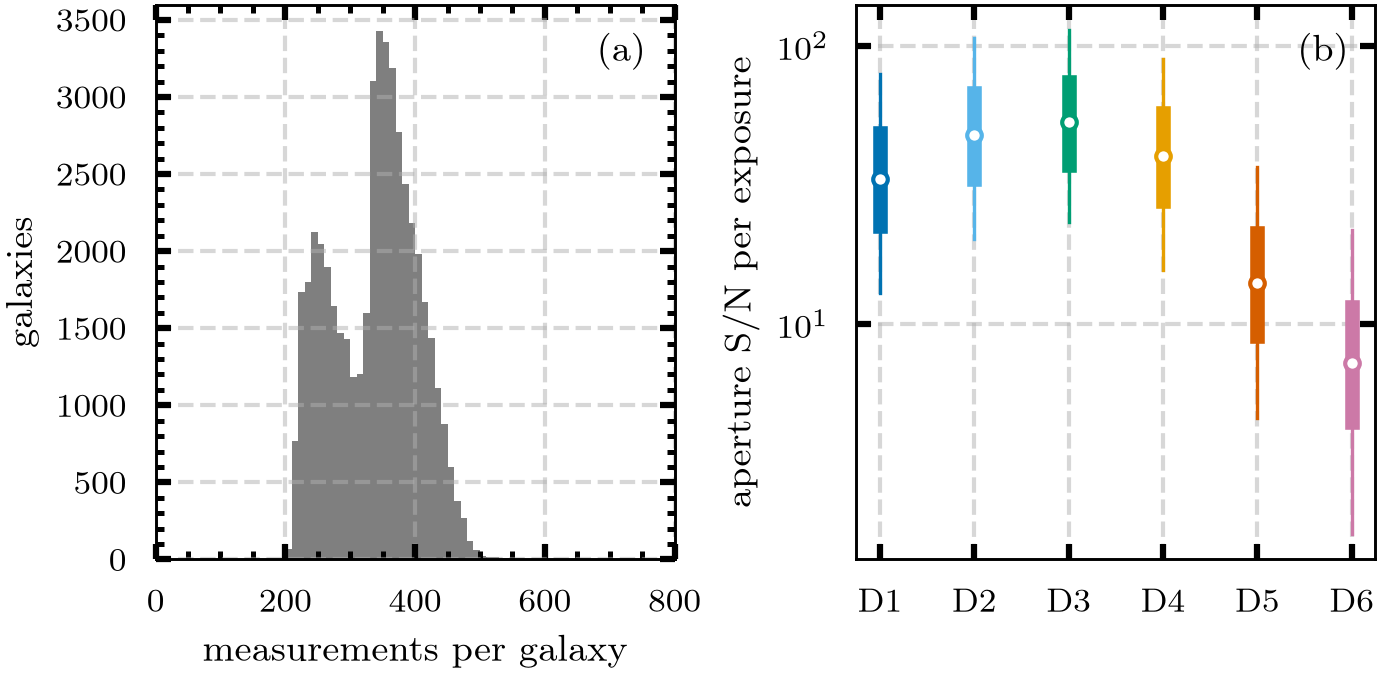 3500
3000
2500
2000
1500
1000
500
0
galaxies
0 200 400 600 800
measurements per galaxy
(a)
10²
10¹
aperture S/N per exposure
(b)
D1 D2 D3 D4 D5 D6